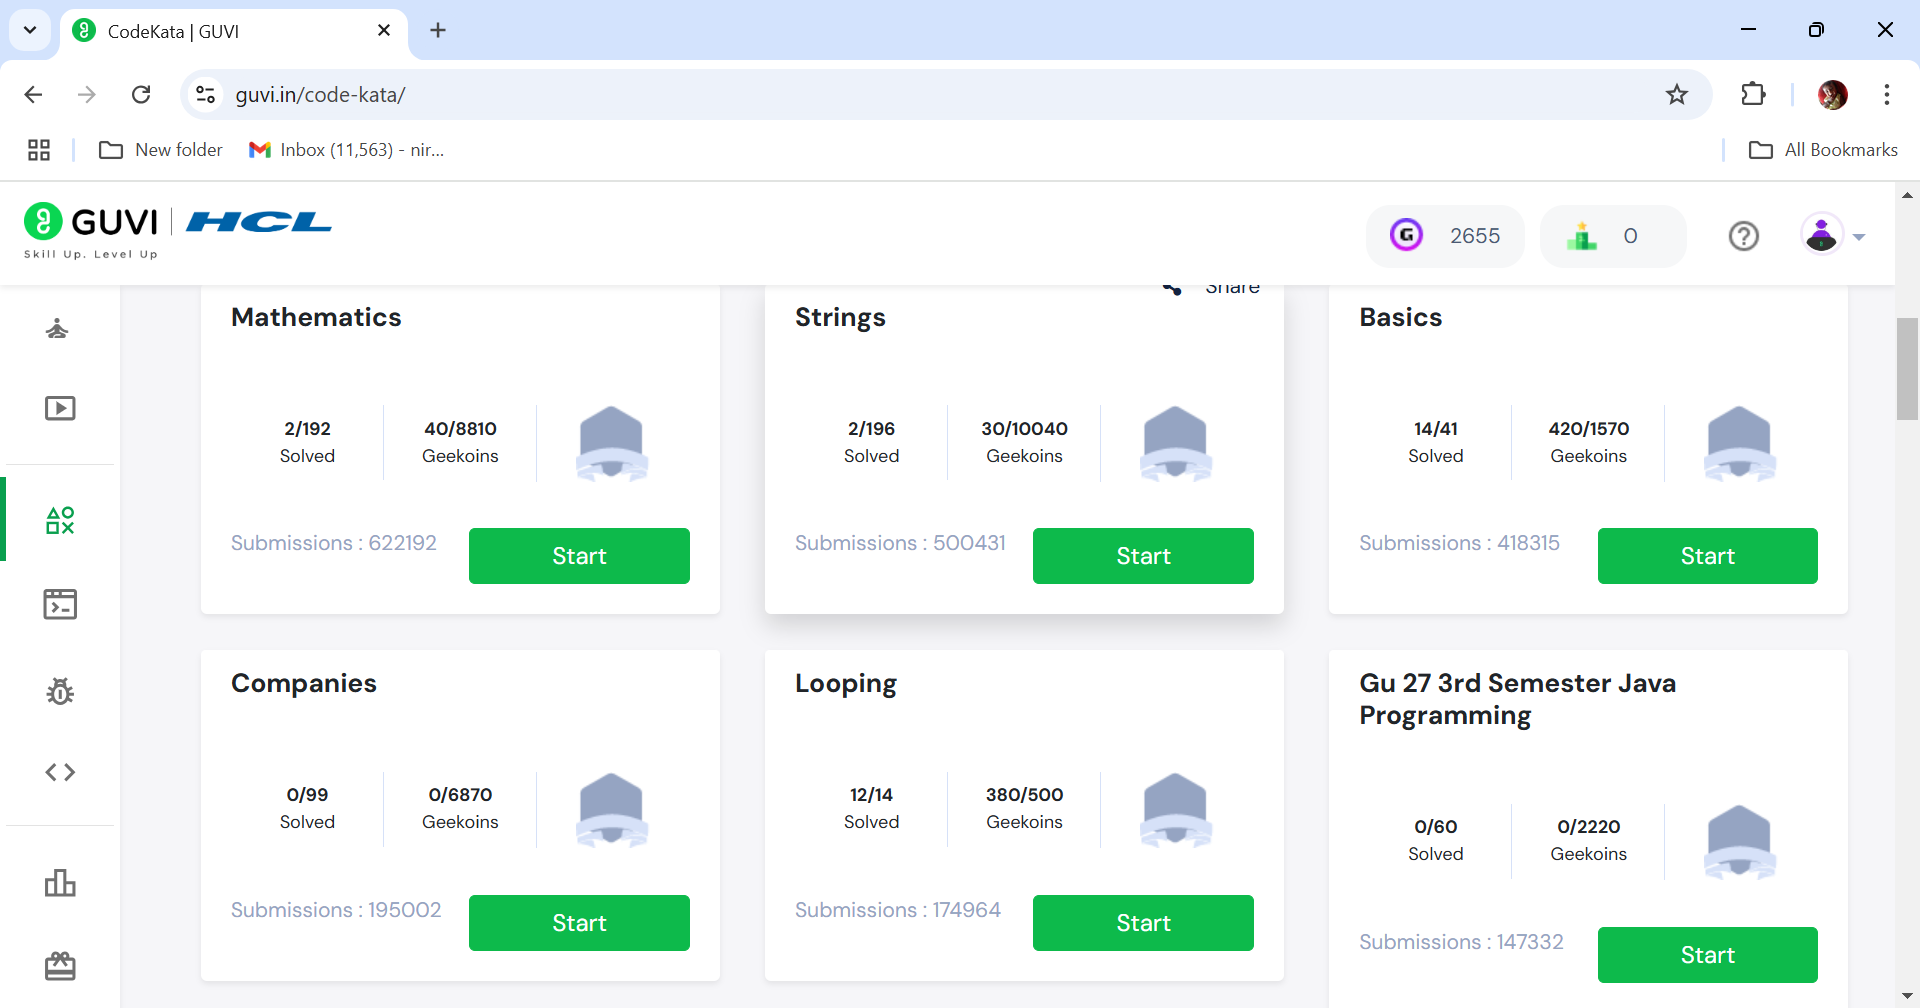 CodeKata | GUVI
guvi.in/code-kata/
New folder
Inbox (11,563) - nir...
All Bookmarks
GUVI HCL
Skill Up. Level Up
G 2655
0
Share
Mathematics
2/192
Solved
40/8810
Geekoins
Submissions : 622192
Start
Strings
2/196
Solved
30/10040
Geekoins
Submissions : 500431
Start
Basics
14/41
Solved
420/1570
Geekoins
Submissions : 418315
Start
Companies
0/99
Solved
0/6870
Geekoins
Submissions : 195002
Start
Looping
12/14
Solved
380/500
Geekoins
Submissions : 174964
Start
Gu 27 3rd Semester Java
Programming
0/60
Solved
0/2220
Geekoins
Submissions : 147332
Start